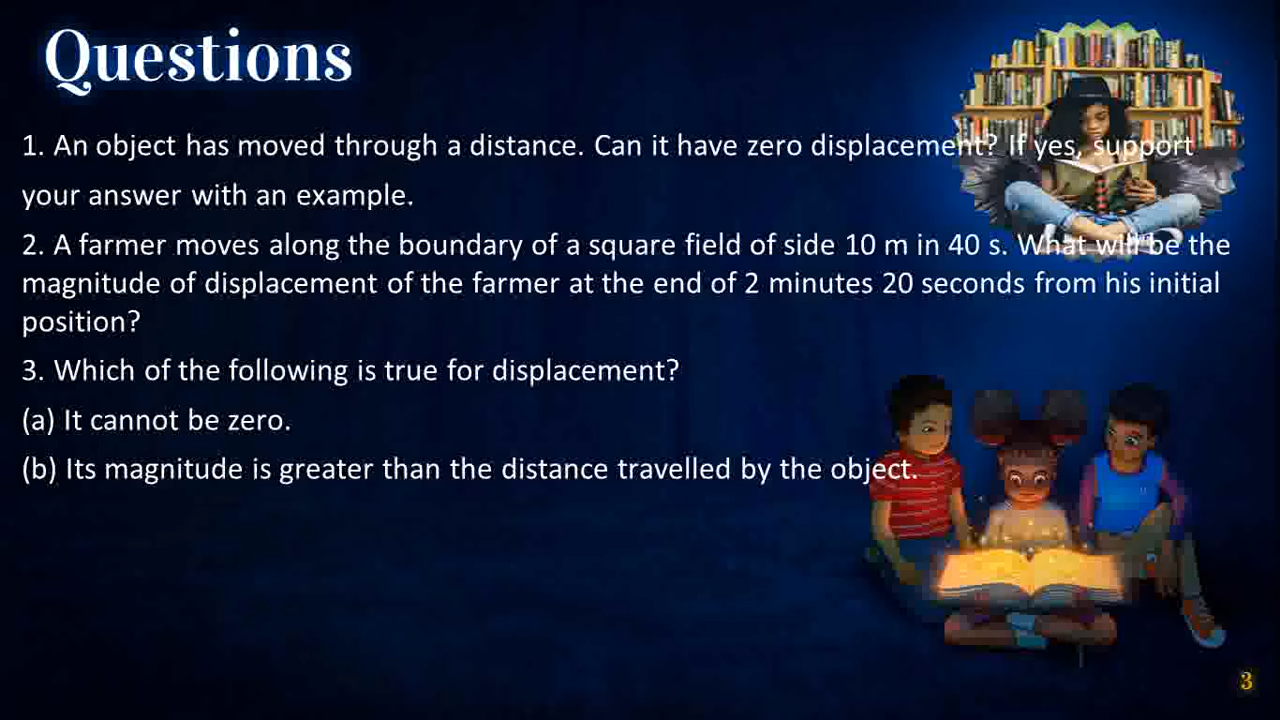 Questions
1. An object has moved through a distance. Can it have zero displacement? If yes, support
your answer with an example.
2. A farmer moves along the boundary of a square field of side 10 m in 40 s. What will be the
magnitude of displacement of the farmer at the end of 2 minutes 20 seconds from his initial
position?
3. Which of the following is true for displacement?
(a) It cannot be zero.
(b) Its magnitude is greater than the distance travelled by the object.
3